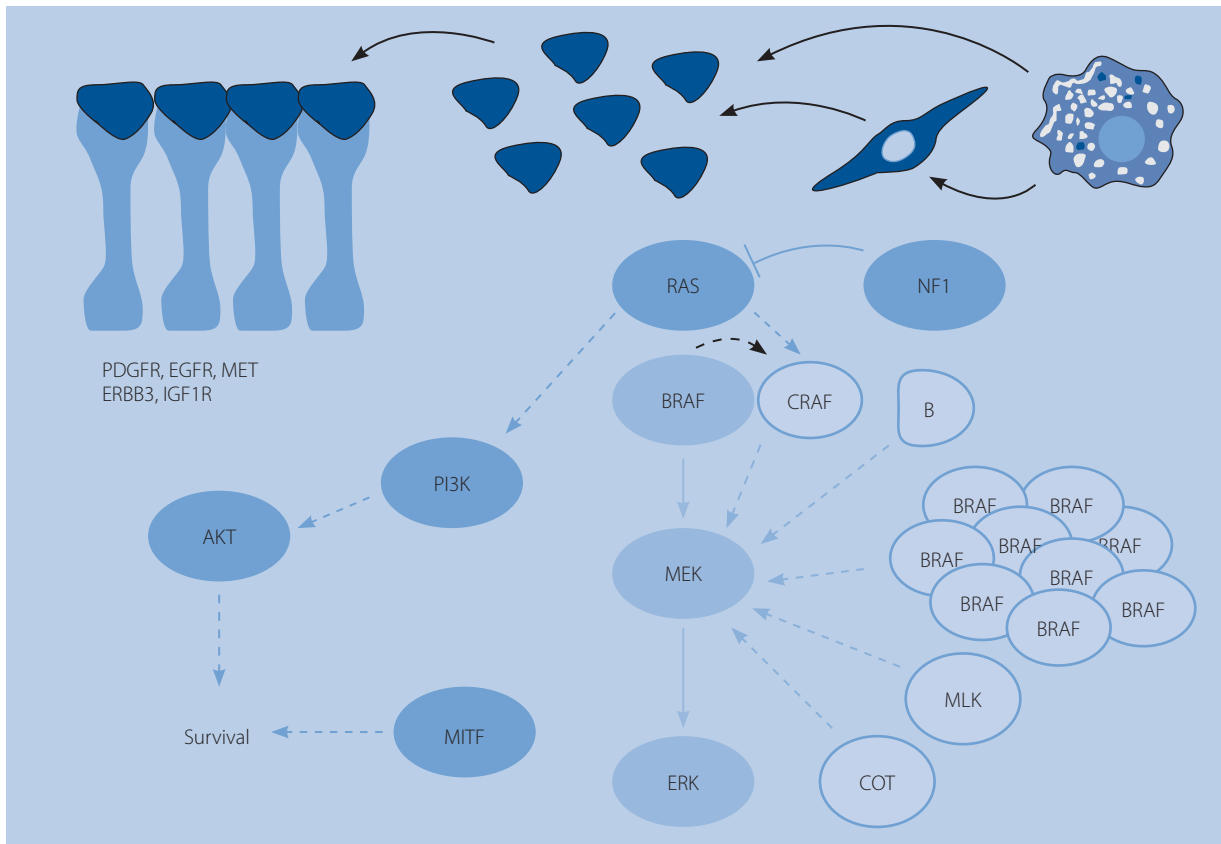 RAS
NF1
PDGFR, EGFR, MET
ERBB3, IGF1R
BRAF
CRAF
B
PI3K
AKT
BRAF
BRAF
BRAF
BRAF
BRAF
MEK
BRAF
BRAF
BRAF
BRAF
MLK
Survival
MITF
ERK
COT